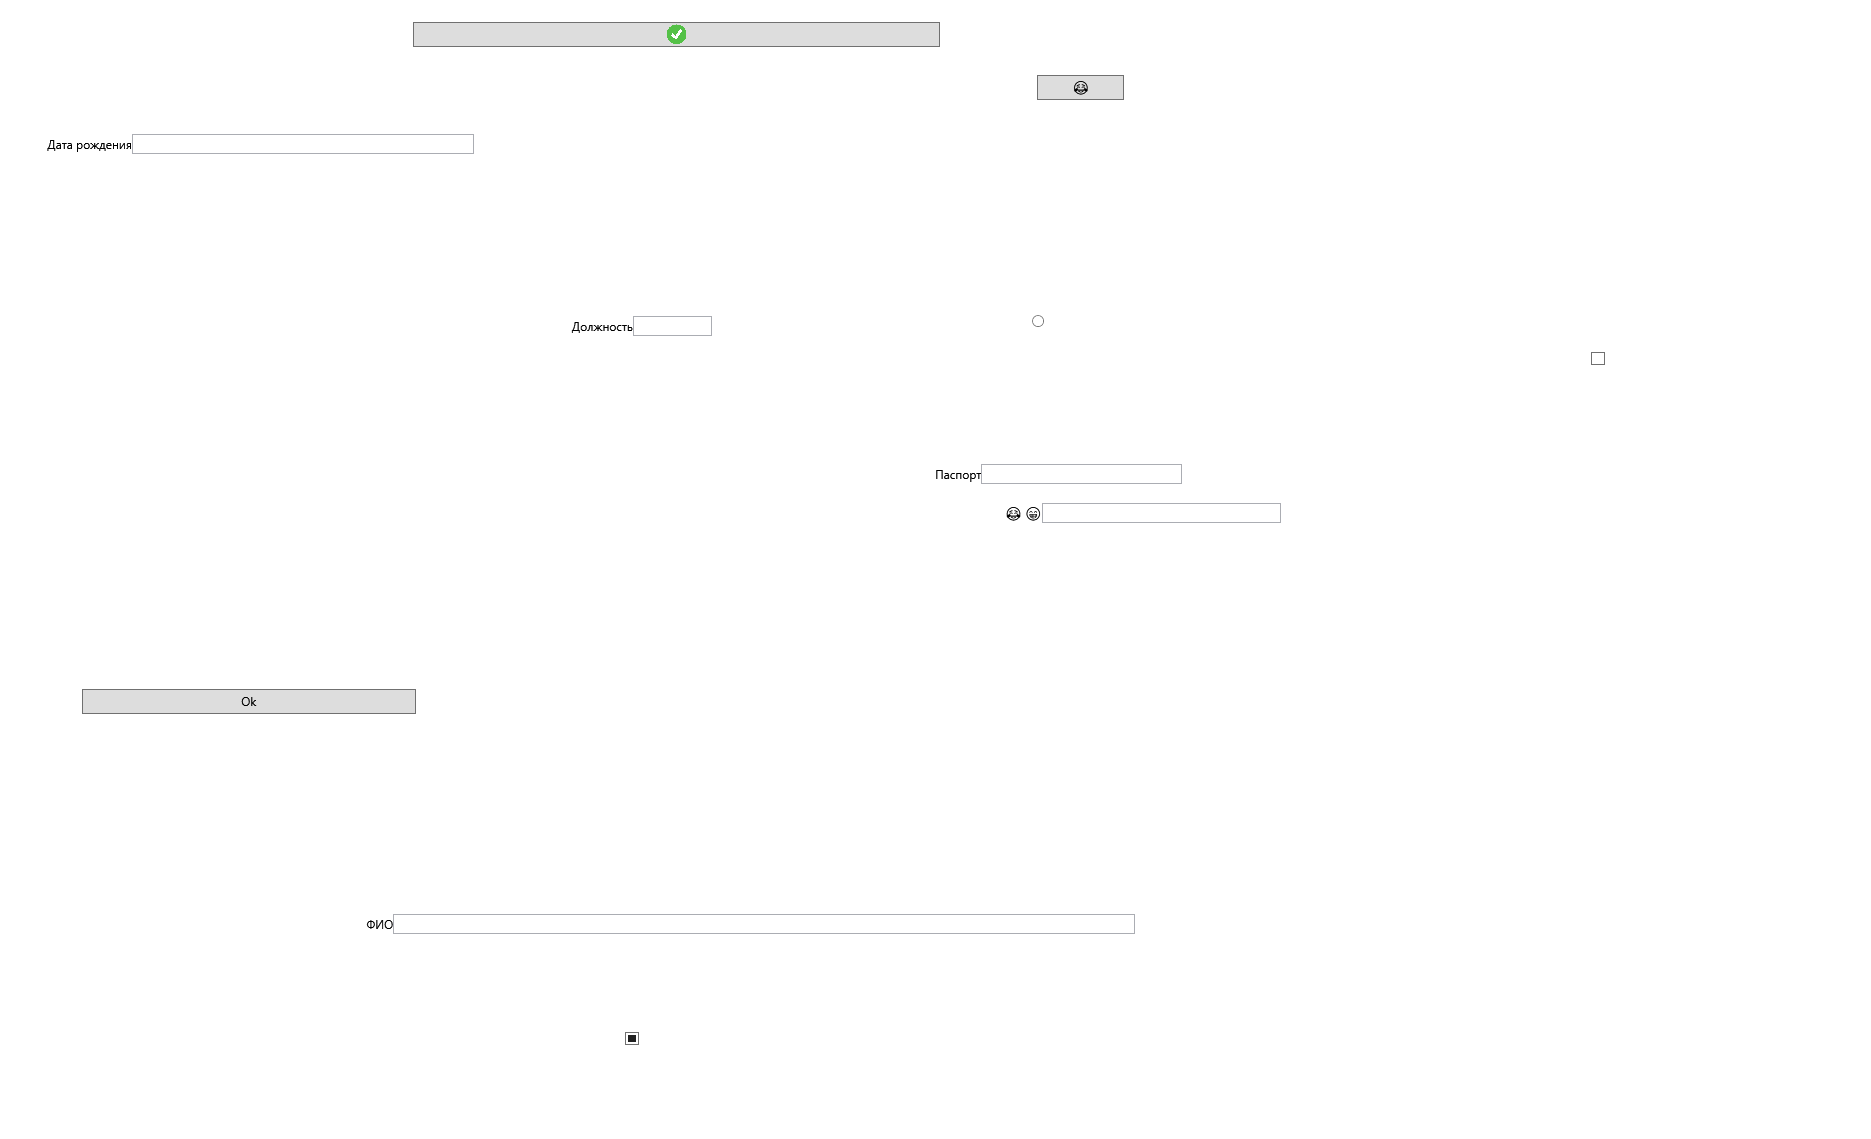 Дата рождения
Должность
Паспорт
😂 😁
Ok
ФИО